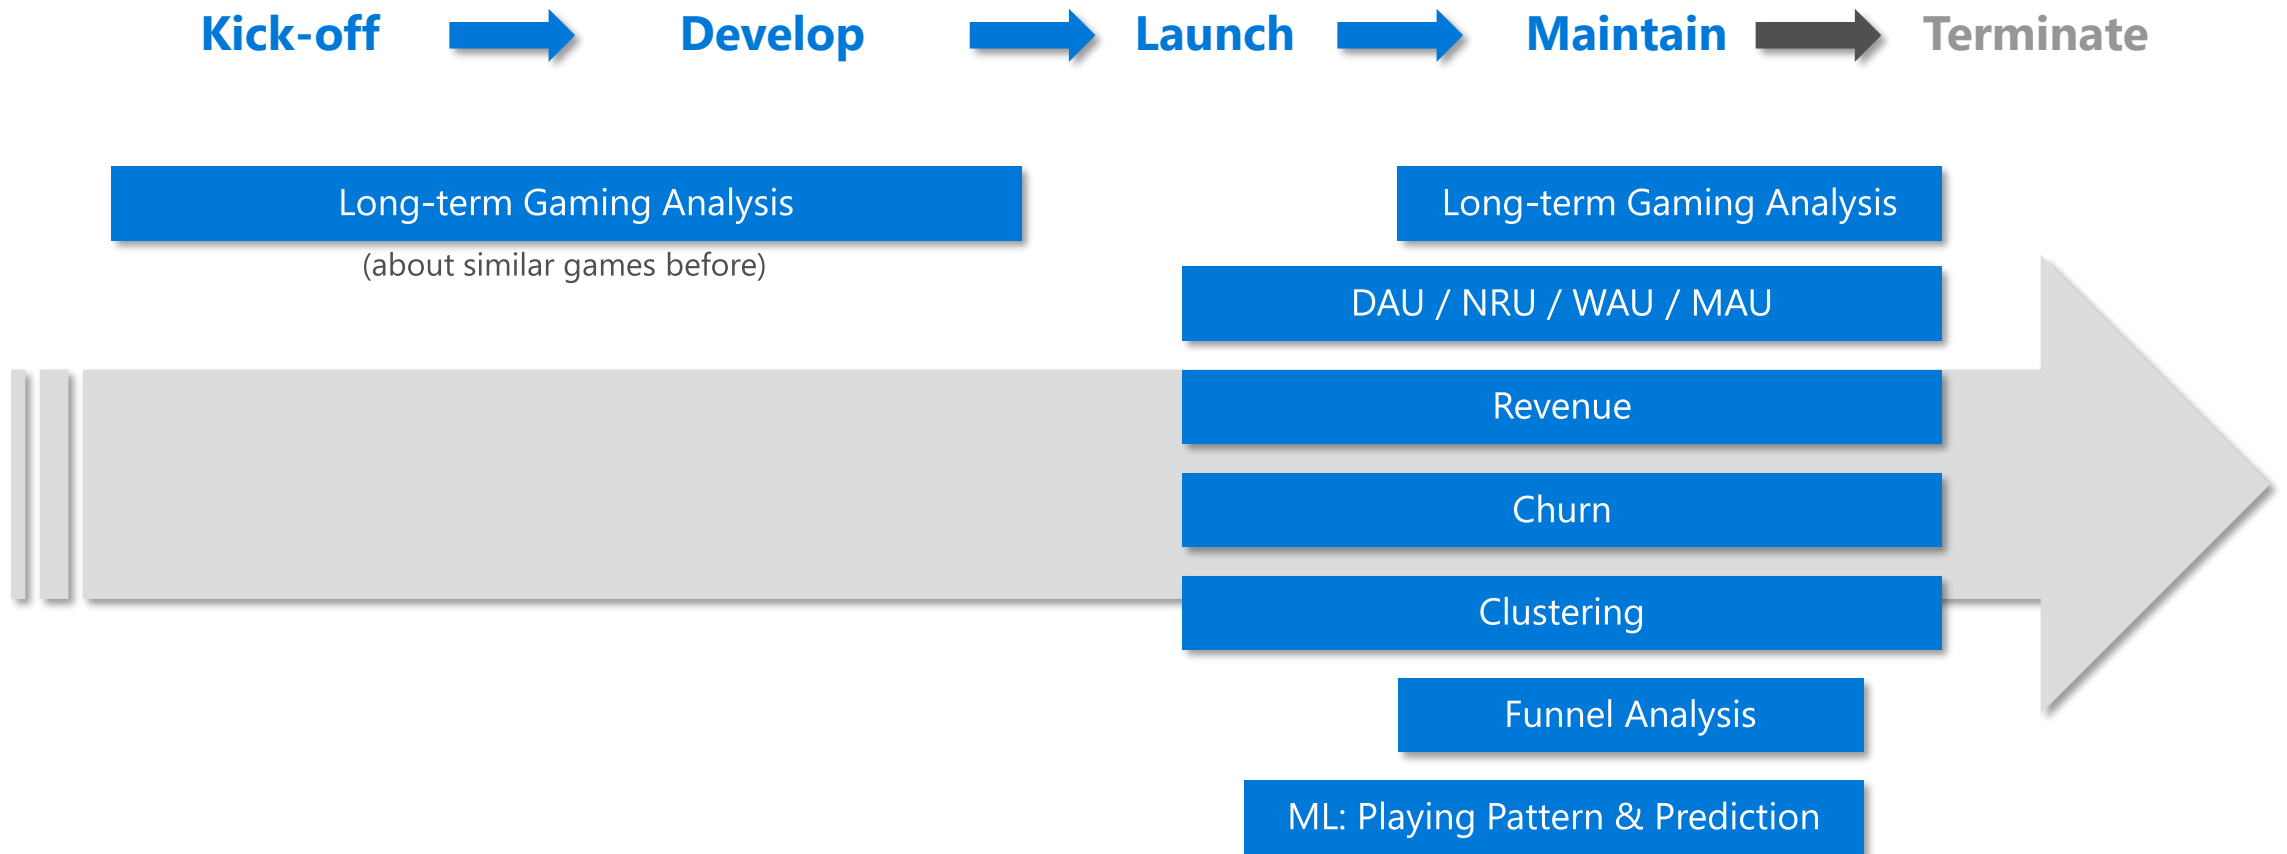 Kick-off
Develop
Launch
Maintain
Terminate
Long-term Gaming Analysis
(about similar games before)
Long-term Gaming Analysis
DAU / NRU / WAU / MAU
Revenue
Churn
Clustering
Funnel Analysis
ML: Playing Pattern & Prediction